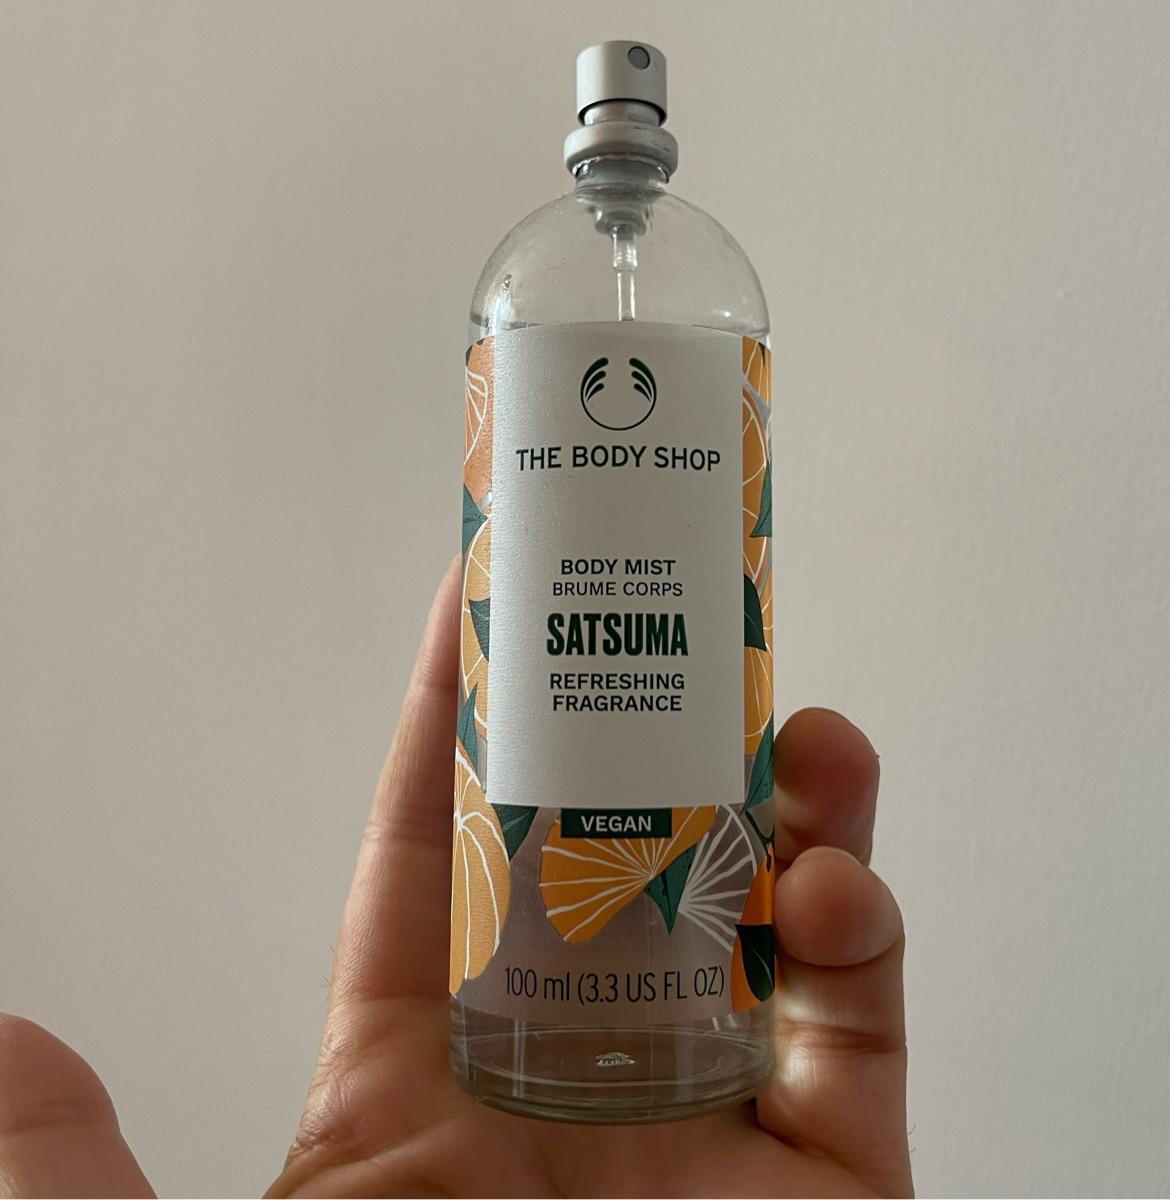 THE BODY SHOP
BODY MIST
BRUME CORPS
SATSUMA
REFRESHING
FRAGRANCE
VEGAN
100 ml (3.3 US FL OZ)